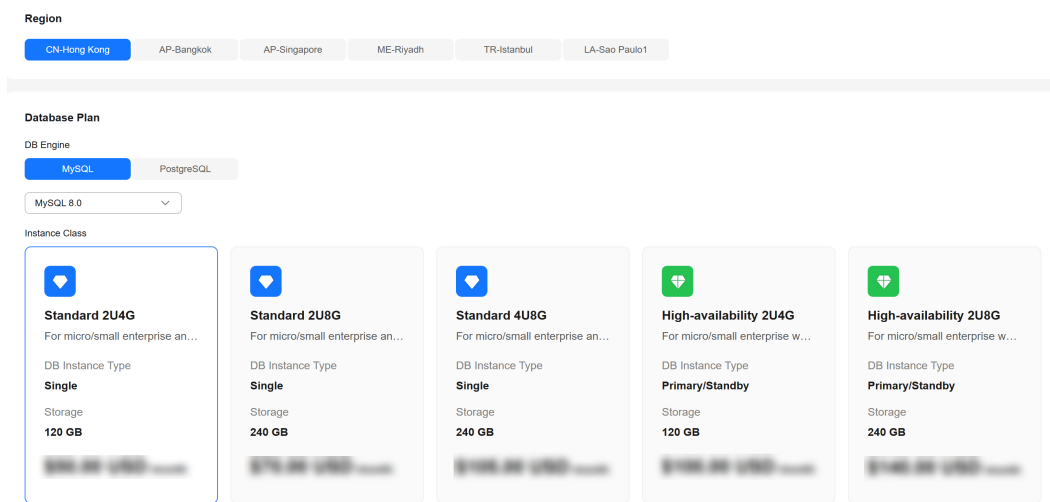 Region
CN-Hong Kong AP-Bangkok AP-Singapore ME-Riyadh TR-Istanbul LA-Sao Paulo1
Database Plan
DB Engine
MySQL PostgreSQL
MySQL 8.0
Instance Class
Standard 2U4G Standard 2U8G Standard 4U8G High-availability 2U4G High-availability 2U8G
For micro/small enterprise an... For micro/small enterprise an... For micro/small enterprise an... For micro/small enterprise w... For micro/small enterprise w...
DB Instance Type DB Instance Type DB Instance Type DB Instance Type DB Instance Type
Single Single Single Primary/Standby Primary/Standby
Storage Storage Storage Storage Storage
120 GB 240 GB 240 GB 120 GB 240 GB